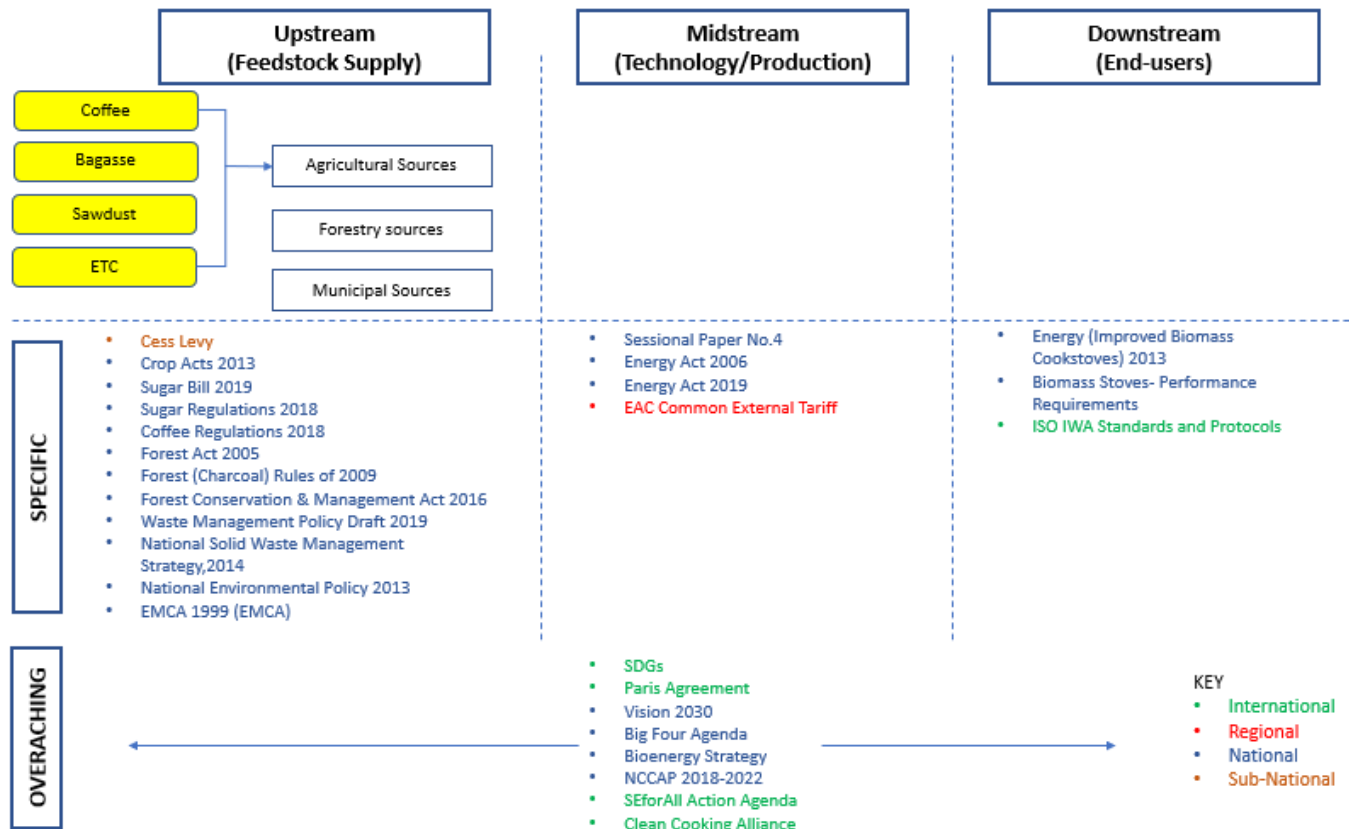 Upstream
(Feedstock Supply)
Midstream
(Technology/Production)
Downstream
(End-users)
Coffee
Bagasse
Sawdust
ETC
Agricultural Sources
Forestry sources
Municipal Sources
SPECIFIC
• Cess Levy
• Crop Acts 2013
• Sugar Bill 2019
• Sugar Regulations 2018
• Coffee Regulations 2018
• Forest Act 2005
• Forest (Charcoal) Rules of 2009
• Forest Conservation & Management Act 2016
• Waste Management Policy Draft 2019
• National Solid Waste Management
Strategy,2014
• National Environmental Policy 2013
• EMCA 1999 (EMCA)
• Sessional Paper No.4
• Energy Act 2006
• Energy Act 2019
• EAC Common External Tariff
• Energy (Improved Biomass
Cookstoves) 2013
• Biomass Stoves- Performance
Requirements
• ISO IWA Standards and Protocols
OVERACHING
• SDGs
• Paris Agreement
• Vision 2030
• Big Four Agenda
• Bioenergy Strategy
• NCCAP 2018-2022
• SEforAll Action Agenda
• Clean Cooking Alliance
KEY
• International
• Regional
• National
• Sub-National